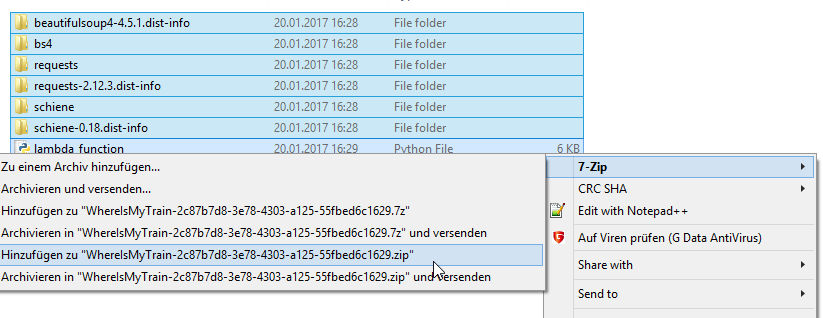 beautifulsoup4-4.5.1.dist-info 20.01.2017 16:28 File folder
bs4 20.01.2017 16:28 File folder
requests 20.01.2017 16:28 File folder
requests-2.12.3.dist-info 20.01.2017 16:28 File folder
schiene 20.01.2017 16:28 File folder
schiene-0.18.dist-info 20.01.2017 16:28 File folder
lambda_function 20.01.2017 16:29 Python File 6 KB
Zu einem Archiv hinzufügen...
Archivieren und versenden...
Hinzufügen zu "WhereIsMyTrain-2c87b7d8-3e78-4303-a125-55fbed6c1629.7z"
Archivieren in "WhereIsMyTrain-2c87b7d8-3e78-4303-a125-55fbed6c1629.7z" und versenden
Hinzufügen zu "WhereIsMyTrain-2c87b7d8-3e78-4303-a125-55fbed6c1629.zip"
Archivieren in "WhereIsMyTrain-2c87b7d8-3e78-4303-a125-55fbed6c1629.zip" und versenden
7-Zip
CRC SHA
Edit with Notepad++
Auf Viren prüfen (G Data AntiVirus)
Share with
Send to